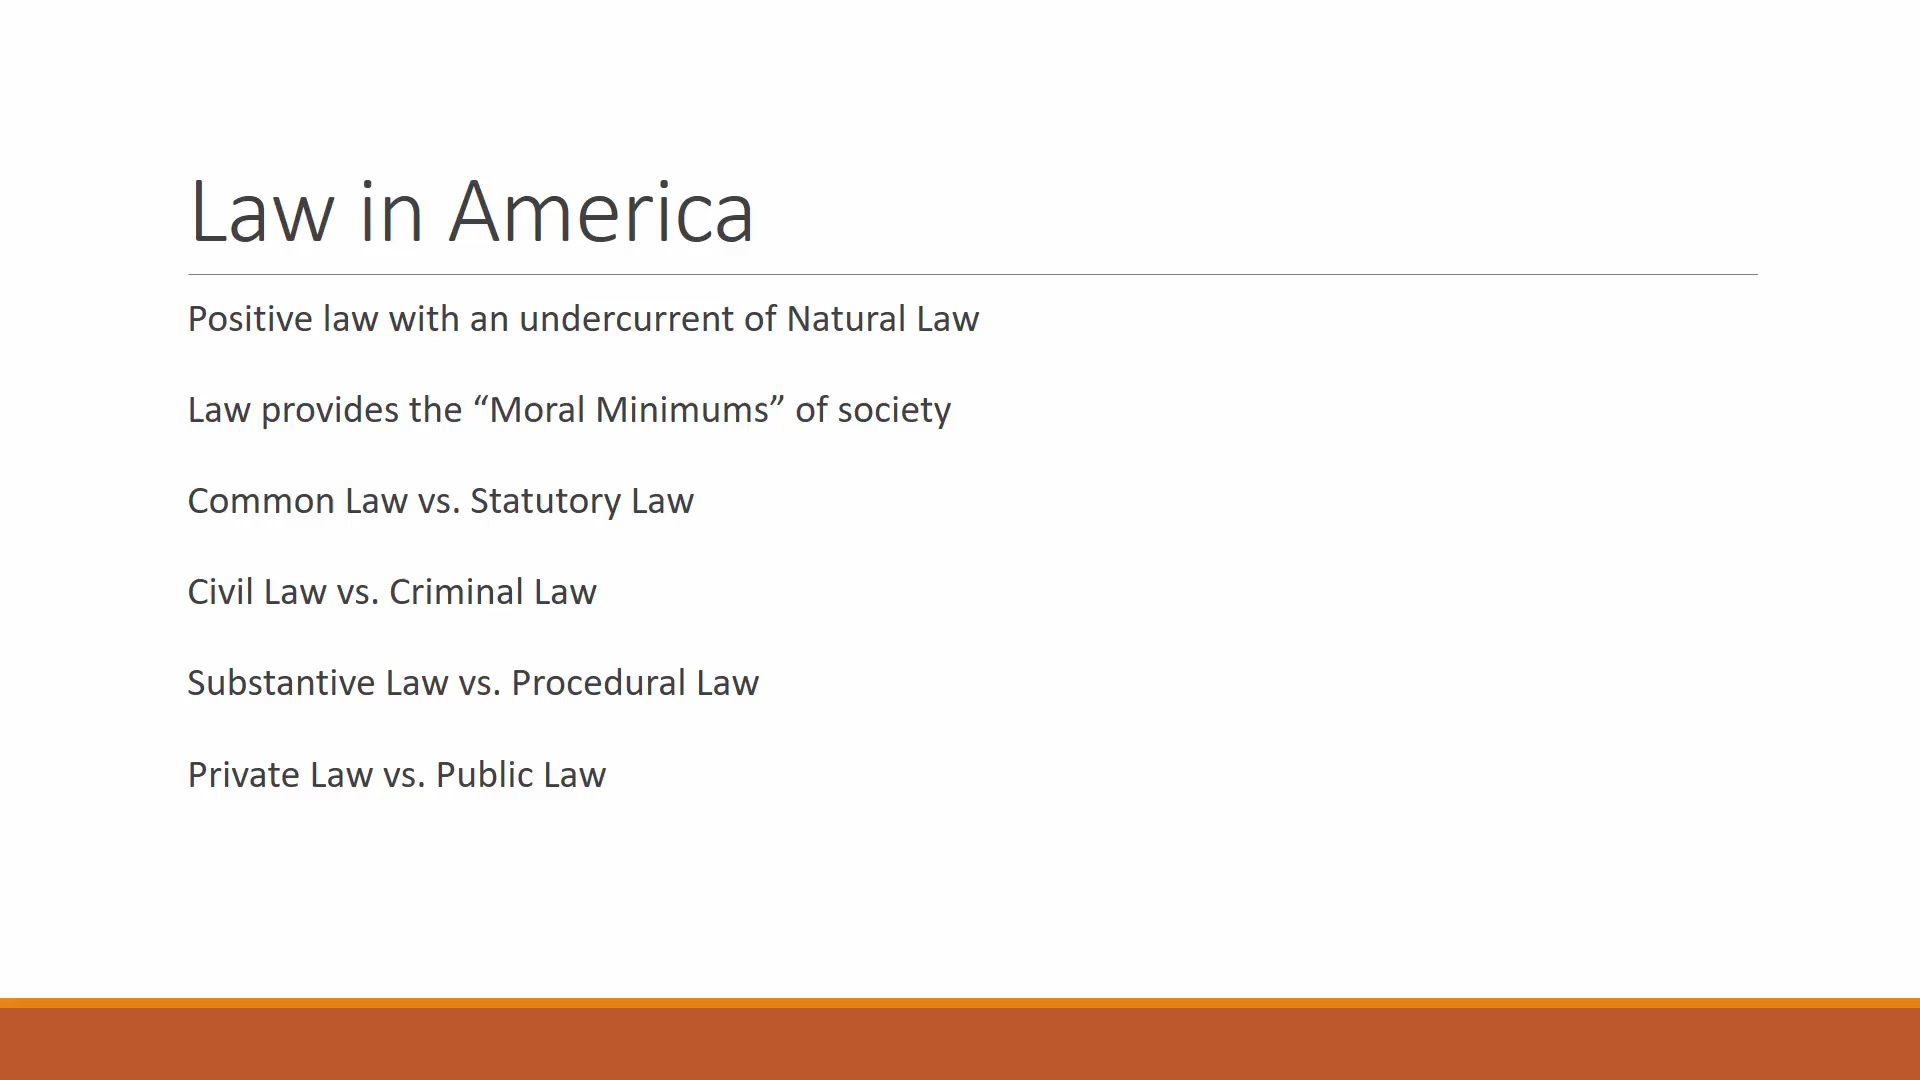 Law in America
Positive law with an undercurrent of Natural Law
Law provides the “Moral Minimums” of society
Common Law vs. Statutory Law
Civil Law vs. Criminal Law
Substantive Law vs. Procedural Law
Private Law vs. Public Law